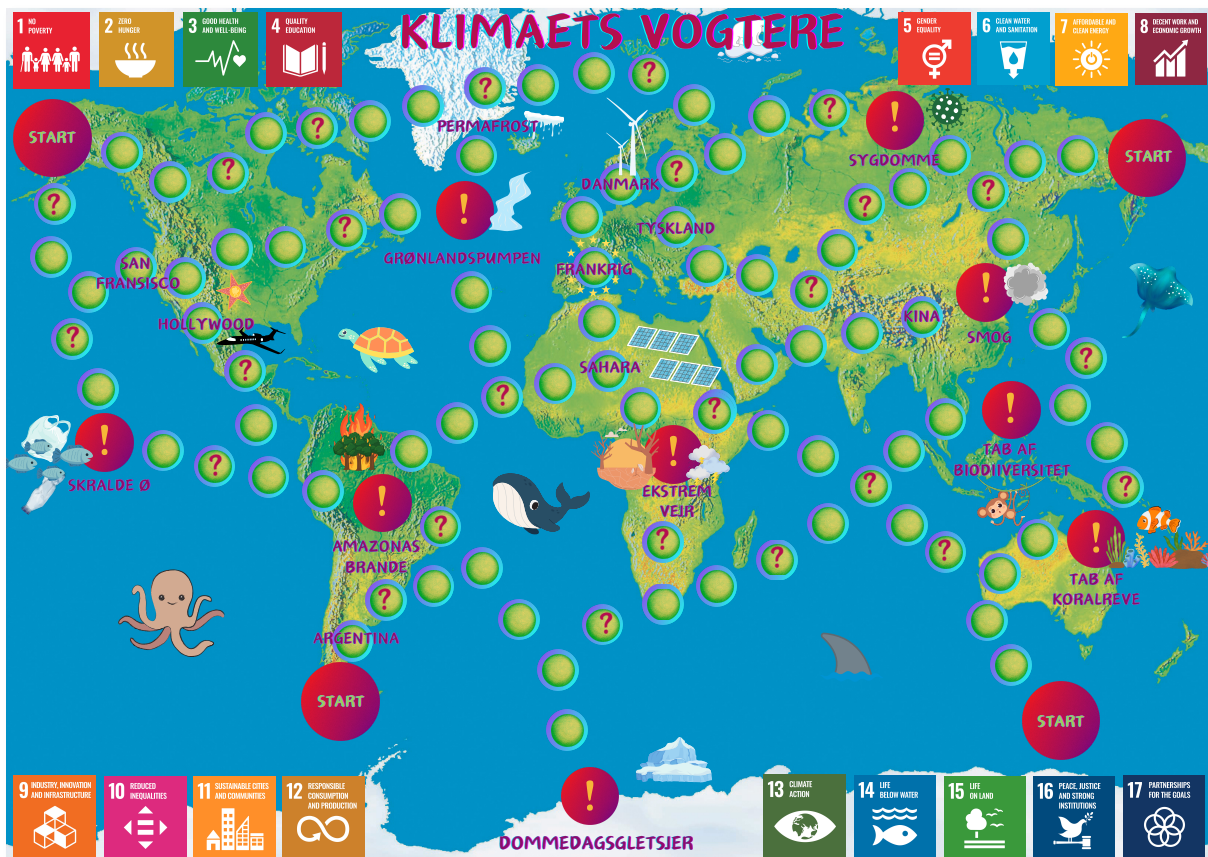 1 NO
POVERTY
2 ZERO
HUNGER
3 GOOD HEALTH
AND WELL-BEING
4 QUALITY
EDUCATION
KLIMAETS VOGTERE
5 GENDER
EQUALITY
6 CLEAN WATER
AND SANITATION
7 AFFORDABLE AND
CLEAN ENERGY
8 DECENT WORK AND
ECONOMIC GROWTH
START
?
?
?
?
PERMAFROST
!
SYGDOMME
START
?
?
DANMARK
?
?
?
!
?
TYSKLAND
GRØNLANDSPUMPEN
SAN
FRANSISCO
FRANKRIG
?
!
KINA
SMOG
HOLLYWOOD
?
?
?
SAHARA
?
?
!
TAB AF
BIODIIVERSITET
!
SKRALDE Ø
?
!
EKSTREM
VEJR
?
?
!
AMAZONAS
BRANDE
?
?
?
?
!
TAB AF
KORALREVE
?
?
ARGENTINA
START
START
!
DOMMEDAGSGLETSJER
9 INDUSTRY, INNOVATION
AND INFRASTRUCTURE
10 REDUCED
INEQUALITIES
11 SUSTAINABLE CITIES
AND COMMUNITIES
12 RESPONSIBLE
CONSUMPTION
AND PRODUCTION
13 CLIMATE
ACTION
14 LIFE
BELOW WATER
15 LIFE
ON LAND
16 PEACE, JUSTICE
AND STRONG
INSTITUTIONS
17 PARTNERSHIPS
FOR THE GOALS